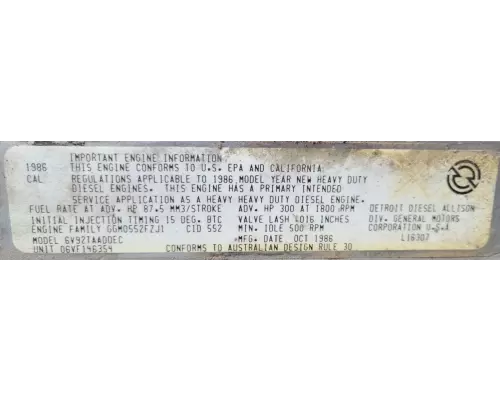 IMPORTANT ENGINE INFORMATION
1986 THIS ENGINE CONFORMS TO U.S. EPA AND CALIFORNIA
CAL REGULATIONS APPLICABLE TO 1986 MODEL YEAR NEW HEAVY DUTY
DIESEL ENGINES. THIS ENGINE HAS A PRIMARY INTENDED
SERVICE APPLICATION AS A HEAVY HEAVY DUTY DIESEL ENGINE.
FUEL RATE AT ADV. HP 87.5 MM3/STROKE ADV. HP 300 AT 1800 RPM DETROIT DIESEL ALLISON
INITIAL INJECTION TIMING IS DEG. BTC VALVE LASH .016 INCHES DIV. GENERAL MOTORS
ENGINE FAMILY GGM0552FZJ1 CID 552 MIN. IDLE 500 RPM CORPORATION U.S.A
MODEL 6V92TAADDEC MFG. DATE OCT 1986 L16307
UNIT 06VF146354 CONFORMS TO AUSTRALIAN DESIGN RULE 30